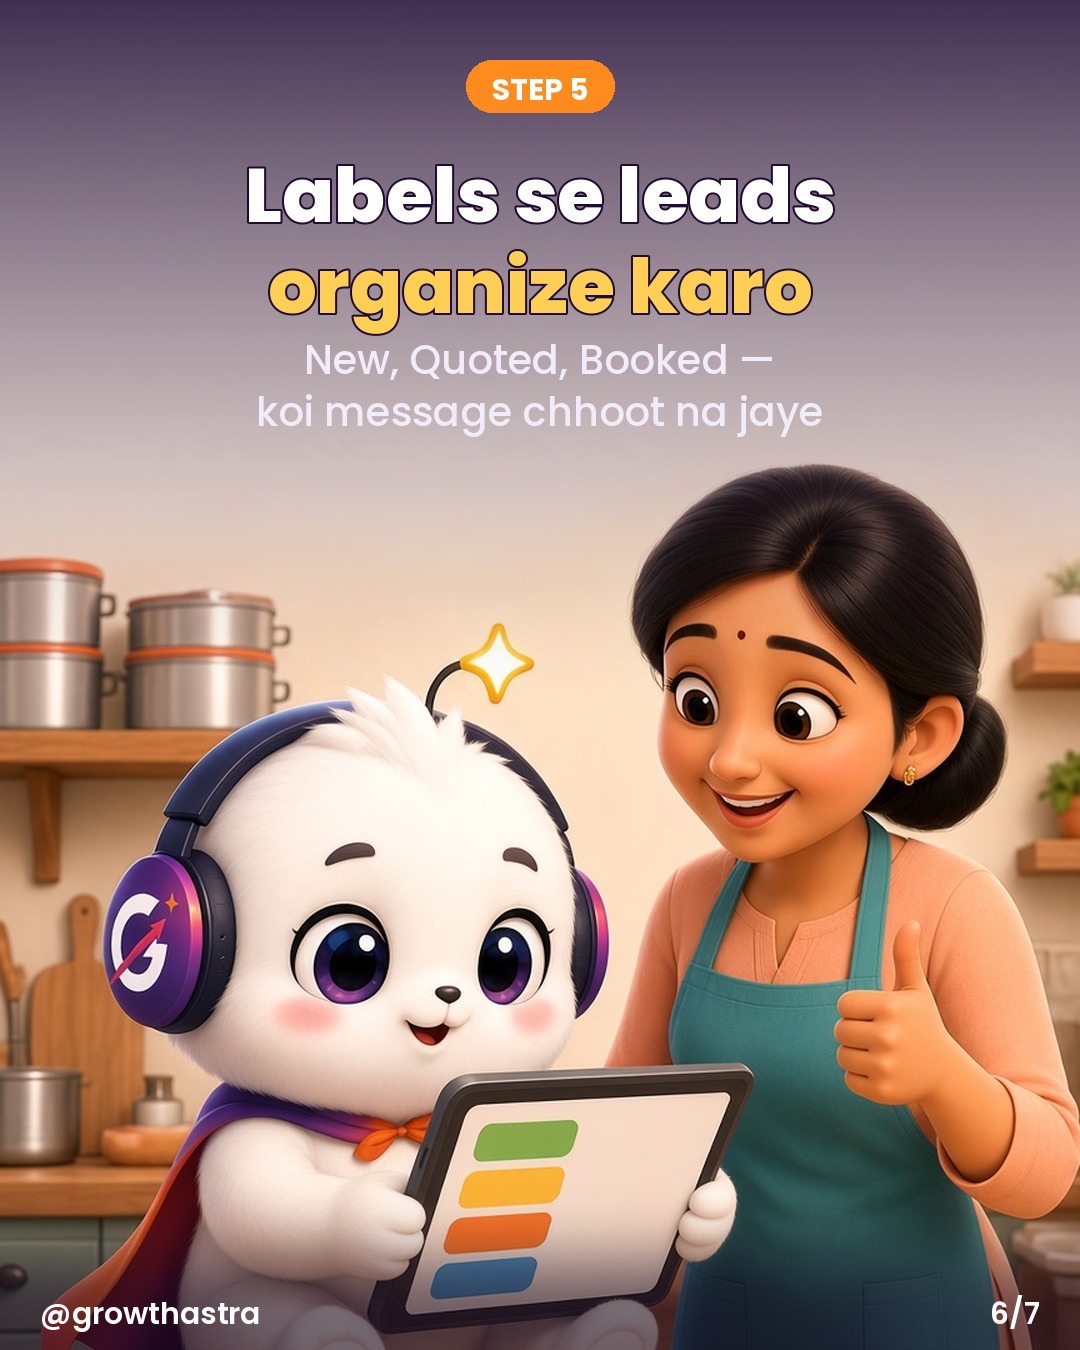 STEP 5
Labels se leads
organize karo
New, Quoted, Booked —
koi message chhoot na jaye
G
@growthastra
6/7